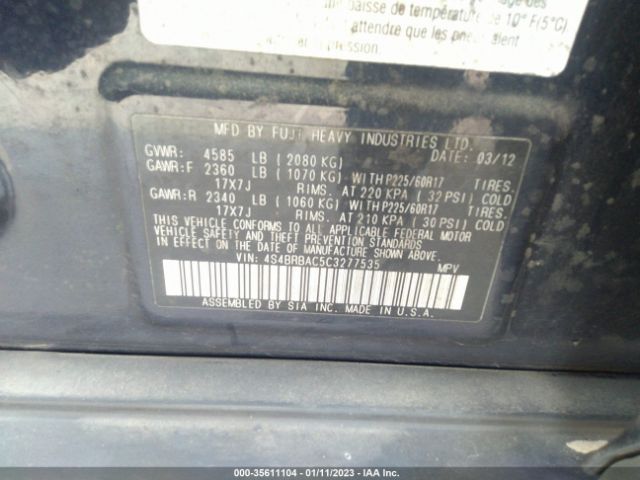 baisse de température de 10° F(5°C)
attendre que les pneus aient
pression
MFD BY FUJI HEAVY INDUSTRIES LTD.
GVWR: 4585 LB ( 2080 KG) DATE: 03/12
GAWR:F 2360 LB ( 1070 KG) WITH P225/60R17 TIRES.
17X7J RIMS. AT 220 KPA ( 32 PSI) COLD
GAWR:R 2340 LB ( 1060 KG) WITH P225/60R17 TIRES.
17X7J RIMS. AT 210 KPA ( 30 PSI) COLD
THIS VEHICLE CONFORMS TO ALL APPLICABLE FEDERAL MOTOR
VEHICLE SAFETY AND THEFT PREVENTION STANDARDS
IN EFFECT ON THE DATE OF MANUFACTURE SHOWN ABOVE.
VIN: 4S4BRBAC5C3277535 MPV
ASSEMBLED BY SIA INC. MADE IN U.S.A.
000-35611104 - 01/11/2023 - IAA Inc.